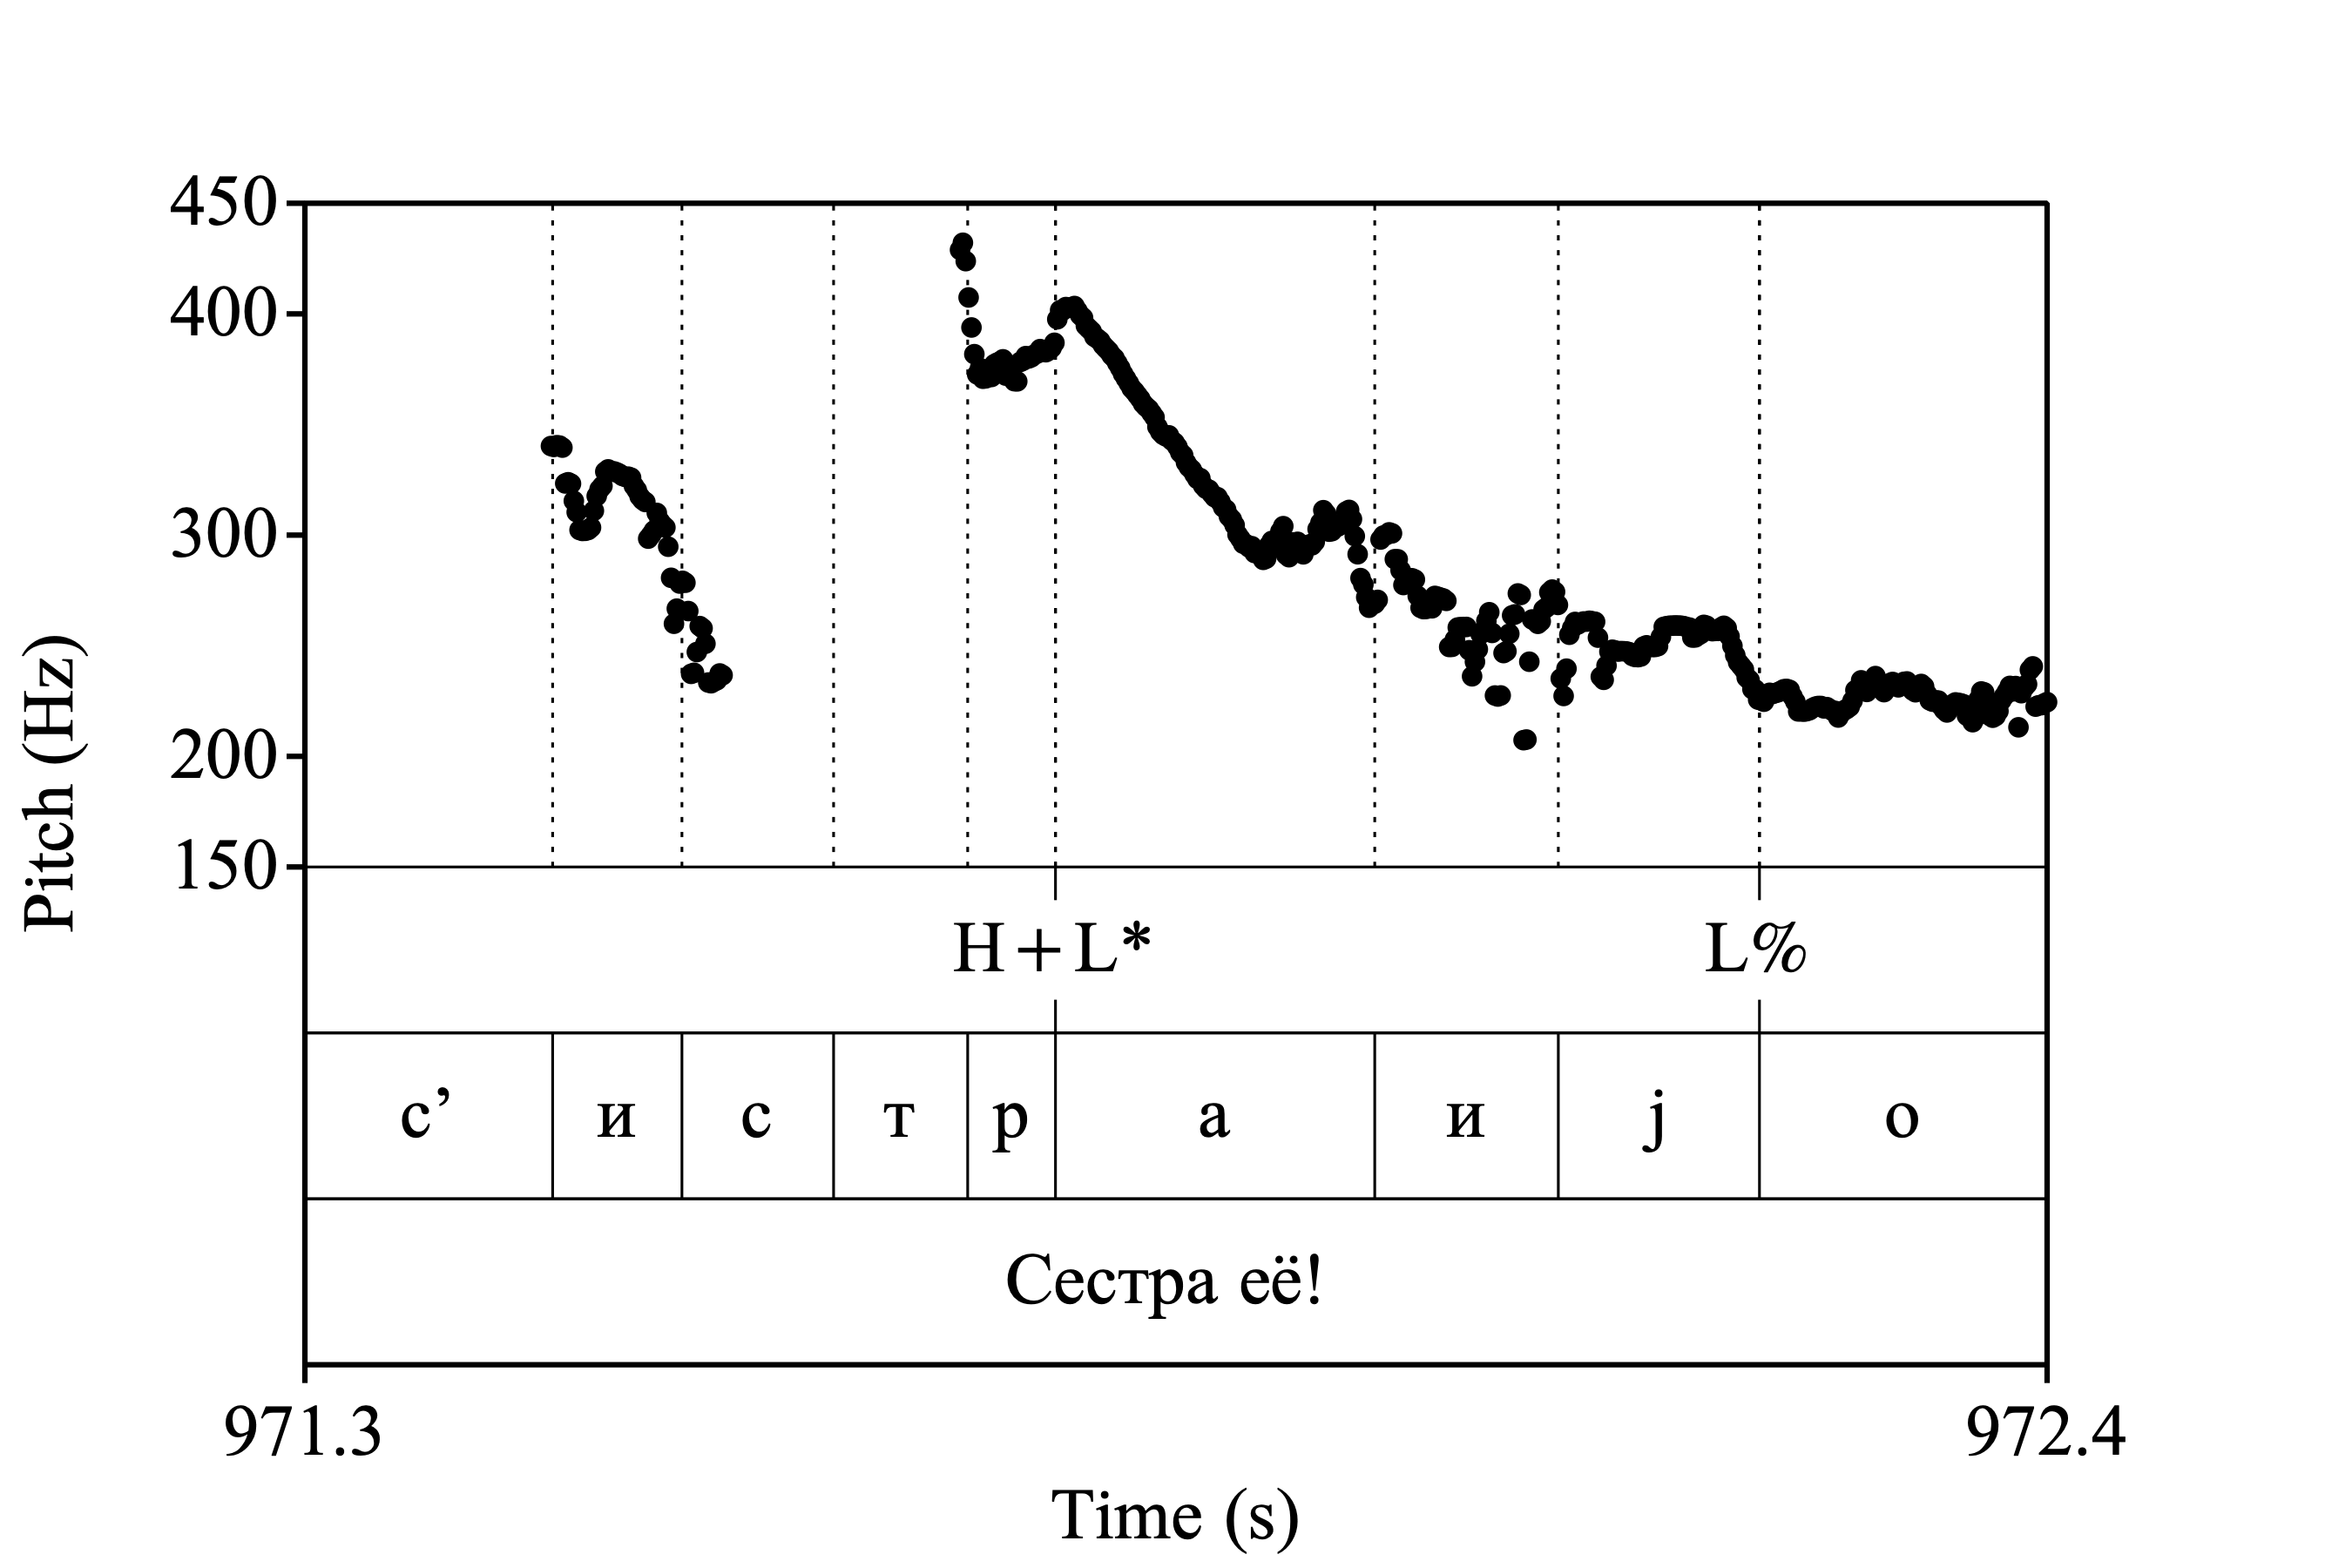 450
400
300
200
150
Pitch (Hz)
H+L* L%
с’ и с т р а и j о
Сестра её!
971.3 972.4
Time (s)